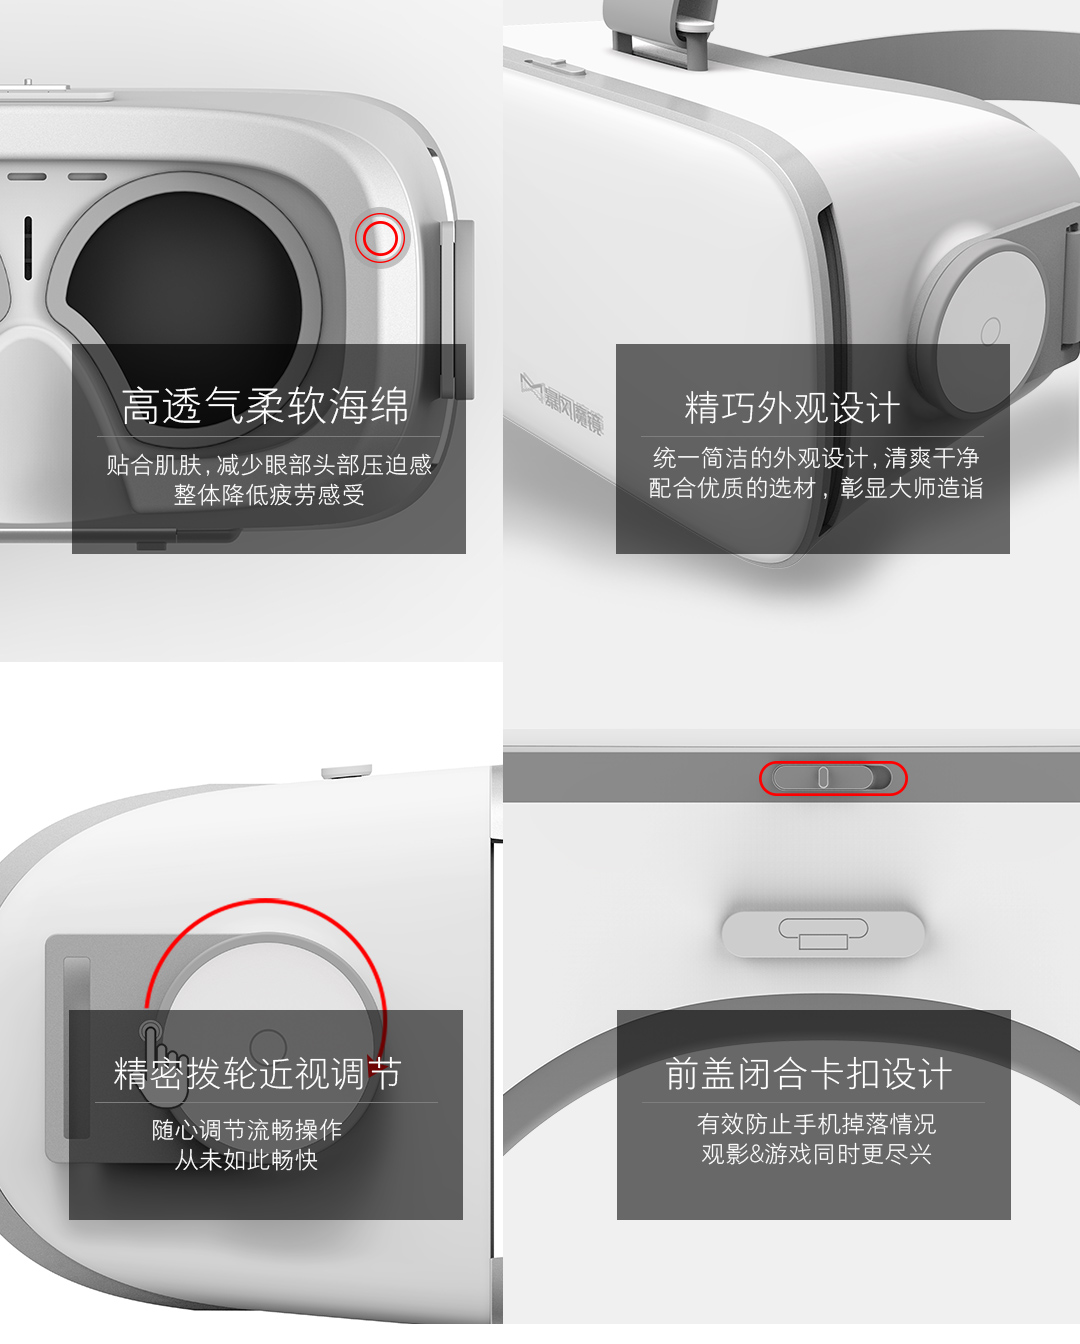 高透气柔软海绵
贴合肌肤,减少眼部头部压迫感
整体降低疲劳感受
精巧外观设计
统一简洁的外观设计,清爽干净
配合优质的选材，彰显大师造诣
精密拨轮近视调节
随心调节流畅操作
从未如此畅快
前盖闭合卡扣设计
有效防止手机掉落情况
观影&游戏同时更尽兴